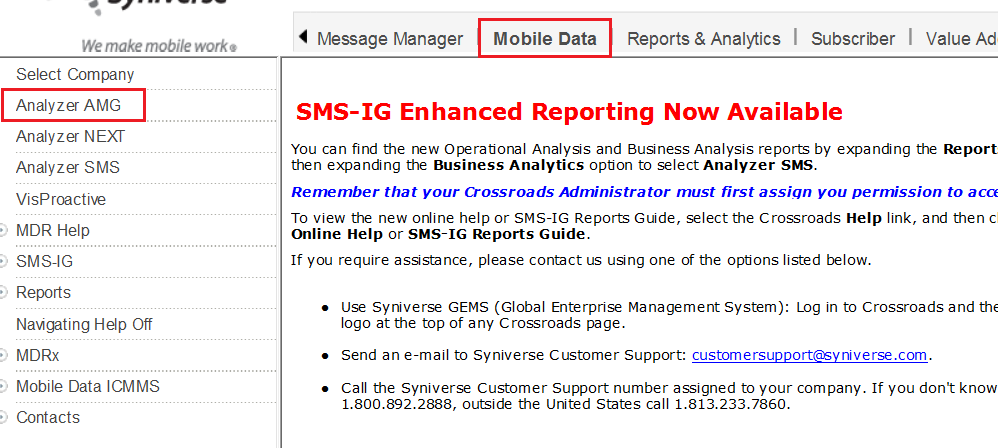 Syniverse
We make mobile work®
Message Manager | Mobile Data | Reports & Analytics | Subscriber | Value Ad
Select Company
Analyzer AMG
Analyzer NEXT
Analyzer SMS
VisProactive
MDR Help
SMS-IG
Reports
Navigating Help Off
MDRx
Mobile Data ICMMS
Contacts
SMS-IG Enhanced Reporting Now Available
You can find the new Operational Analysis and Business Analysis reports by expanding the Report
then expanding the Business Analytics option to select Analyzer SMS.
Remember that your Crossroads Administrator must first assign you permission to acce
To view the new online help or SMS-IG Reports Guide, select the Crossroads Help link, and then c
Online Help or SMS-IG Reports Guide.
If you require assistance, please contact us using one of the options listed below.
• Use Syniverse GEMS (Global Enterprise Management System): Log in to Crossroads and the
logo at the top of any Crossroads page.
• Send an e-mail to Syniverse Customer Support: customersupport@syniverse.com.
• Call the Syniverse Customer Support number assigned to your company. If you don't know
1.800.892.2888, outside the United States call 1.813.233.7860.